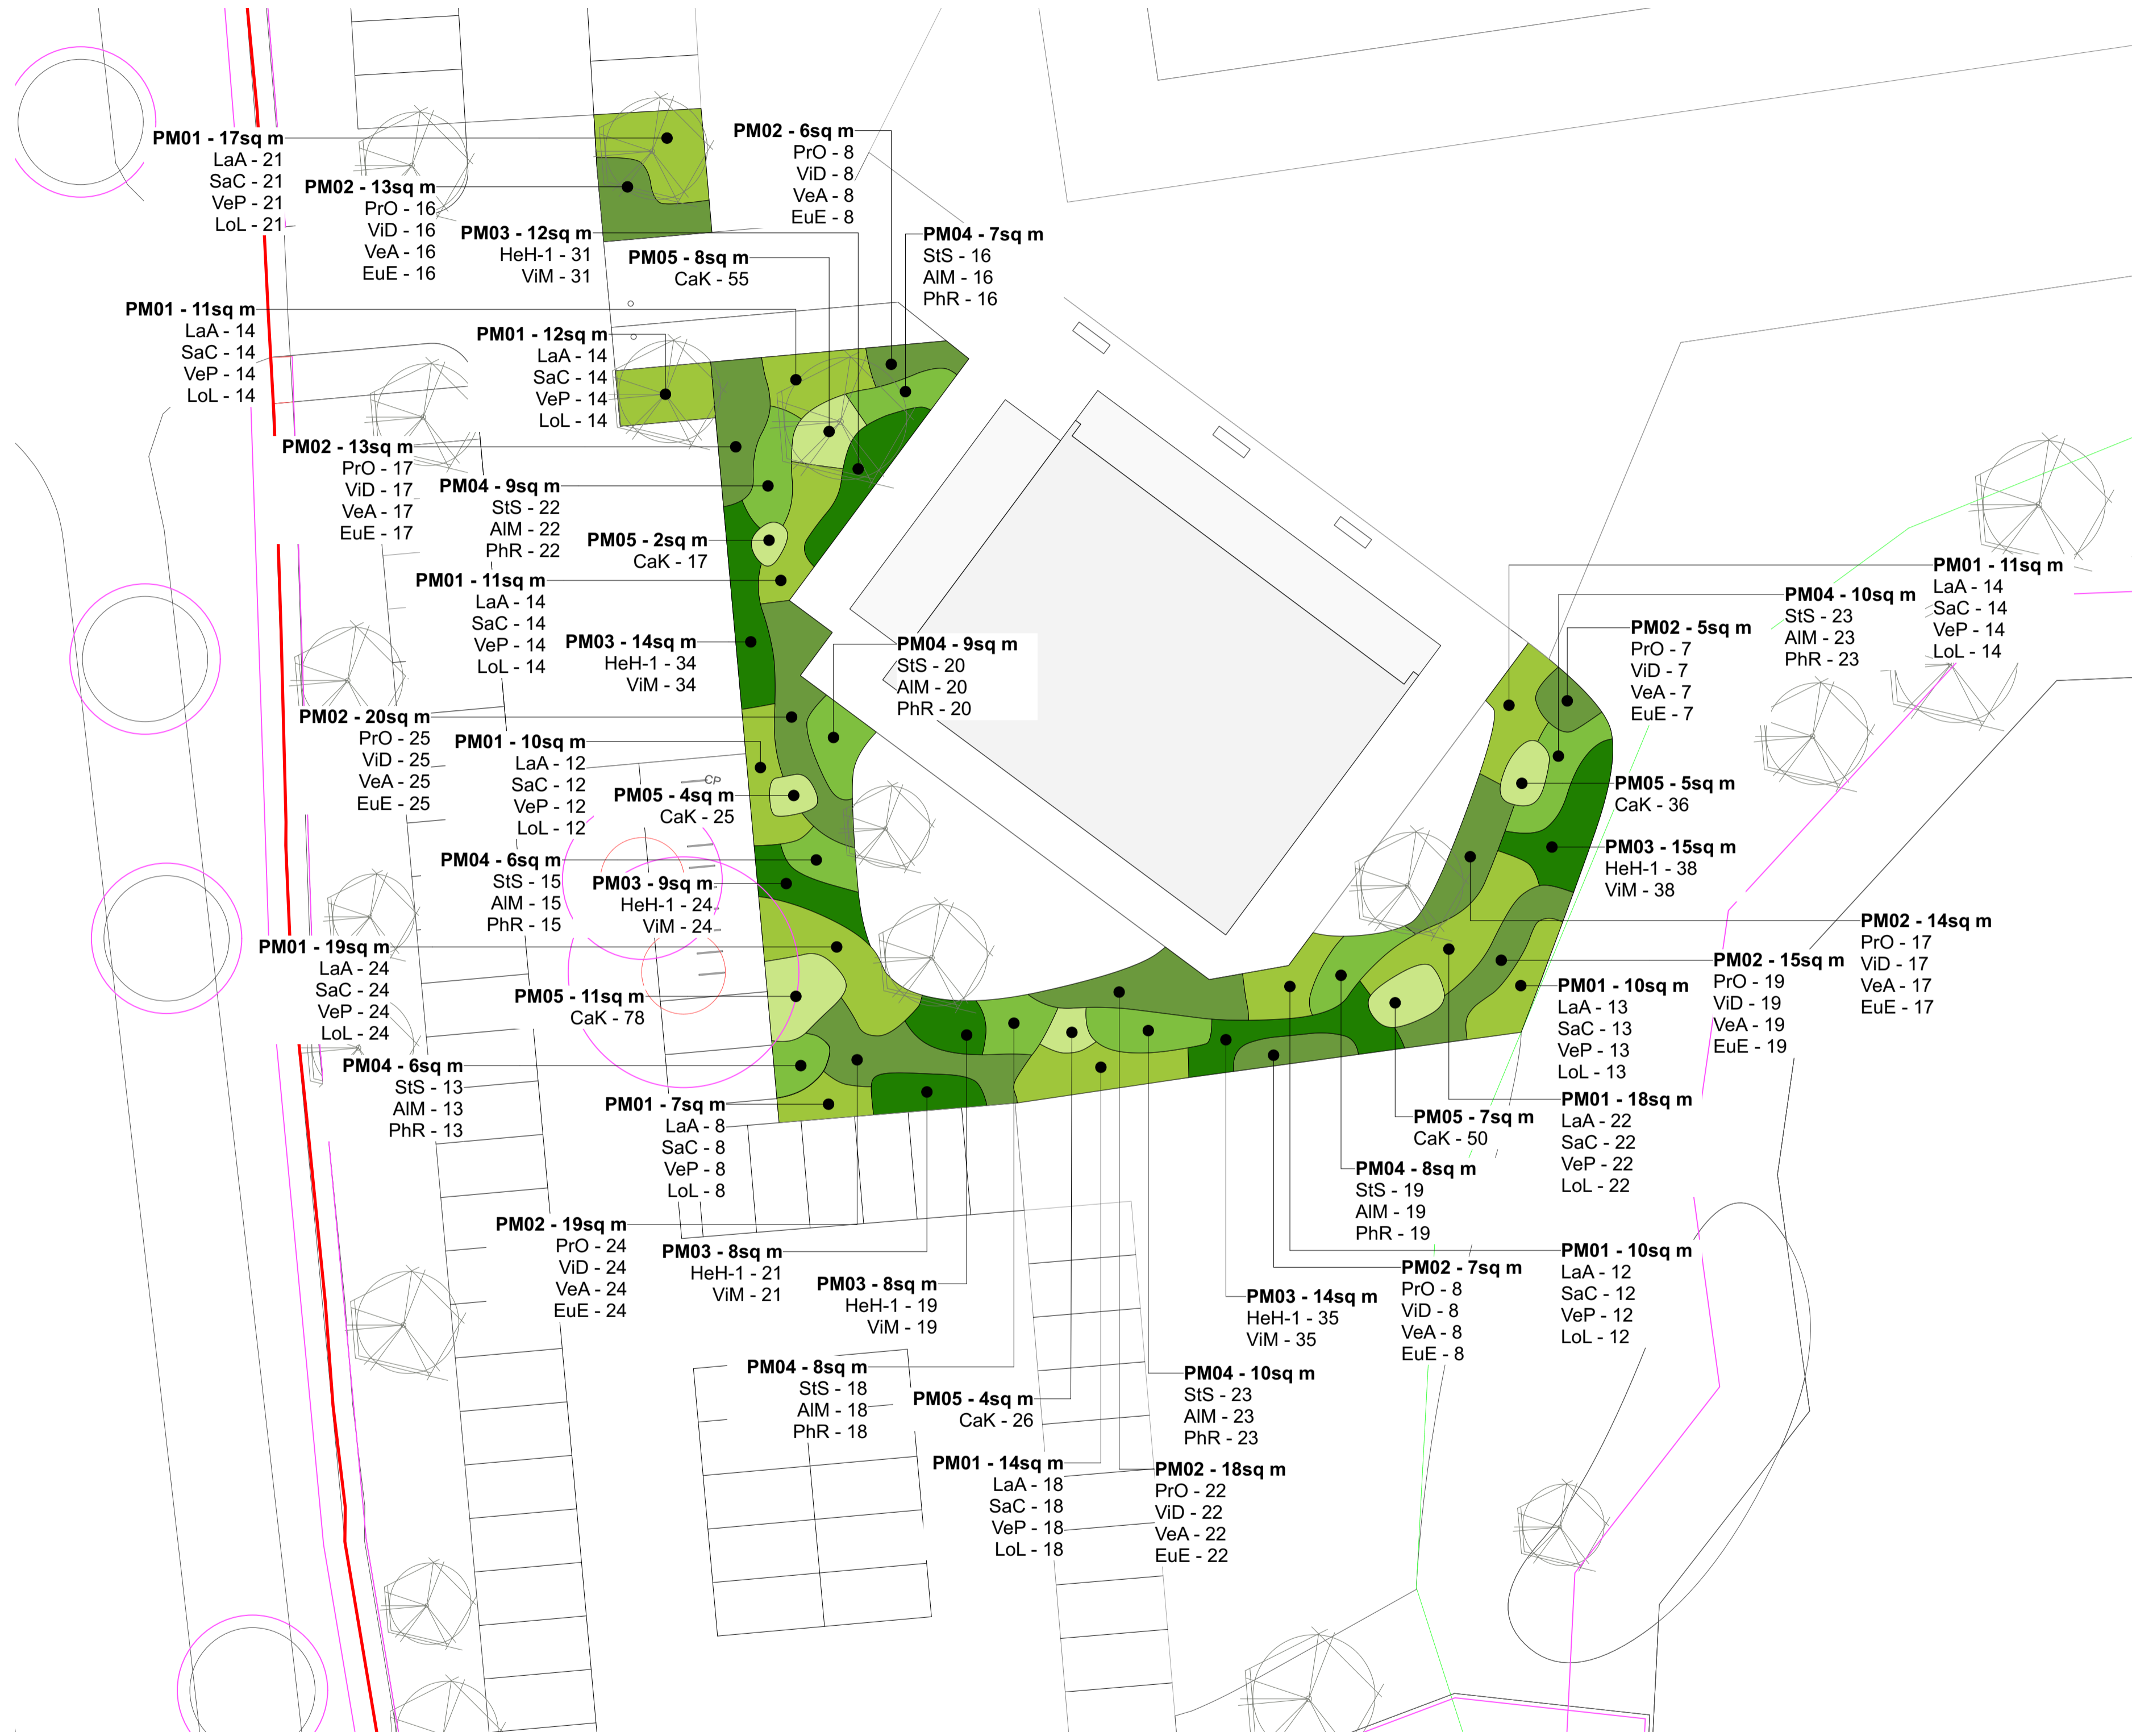 PM01 - 17sq m
LaA - 21
SaC - 21
VeP - 21
LoL - 21
PM02 - 13sq m
PrO - 16
ViD - 16
VeA - 16
EuE - 16
PM03 - 12sq m
HeH-1 - 31
ViM - 31
PM05 - 8sq m
CaK - 55
PM02 - 6sq m
PrO - 8
ViD - 8
VeA - 8
EuE - 8
PM04 - 7sq m
StS - 16
AlM - 16
PhR - 16
PM01 - 11sq m
LaA - 14
SaC - 14
VeP - 14
LoL - 14
PM01 - 12sq m
LaA - 14
SaC - 14
VeP - 14
LoL - 14
PM02 - 13sq m
PrO - 17
ViD - 17
VeA - 17
EuE - 17
PM04 - 9sq m
StS - 22
AlM - 22
PhR - 22
PM05 - 2sq m
CaK - 17
PM01 - 11sq m
LaA - 14
SaC - 14
VeP - 14
LoL - 14
PM03 - 14sq m
HeH-1 - 34
ViM - 34
PM04 - 9sq m
StS - 20
AlM - 20
PhR - 20
PM02 - 20sq m
PrO - 25
ViD - 25
VeA - 25
EuE - 25
PM01 - 10sq m
LaA - 12
SaC - 12
VeP - 12
LoL - 12
CP
PM05 - 4sq m
CaK - 25
PM04 - 6sq m
StS - 15
AlM - 15
PhR - 15
PM03 - 9sq m
HeH-1 - 24
ViM - 24
PM01 - 19sq m
LaA - 24
SaC - 24
VeP - 24
LoL - 24
PM05 - 11sq m
CaK - 78
PM04 - 6sq m
StS - 13
AlM - 13
PhR - 13
PM01 - 7sq m
LaA - 8
SaC - 8
VeP - 8
LoL - 8
PM02 - 19sq m
PrO - 24
ViD - 24
VeA - 24
EuE - 24
PM03 - 8sq m
HeH-1 - 21
ViM - 21
PM03 - 8sq m
HeH-1 - 19
ViM - 19
PM04 - 8sq m
StS - 18
AlM - 18
PhR - 18
PM05 - 4sq m
CaK - 26
PM01 - 14sq m
LaA - 18
SaC - 18
VeP - 18
LoL - 18
PM04 - 10sq m
StS - 23
AlM - 23
PhR - 23
PM02 - 18sq m
PrO - 22
ViD - 22
VeA - 22
EuE - 22
PM03 - 14sq m
HeH-1 - 35
ViM - 35
PM02 - 7sq m
PrO - 8
ViD - 8
VeA - 8
EuE - 8
PM01 - 10sq m
LaA - 12
SaC - 12
VeP - 12
LoL - 12
PM04 - 8sq m
StS - 19
AlM - 19
PhR - 19
PM05 - 7sq m
CaK - 50
PM01 - 18sq m
LaA - 22
SaC - 22
VeP - 22
LoL - 22
PM01 - 10sq m
LaA - 13
SaC - 13
VeP - 13
LoL - 13
PM02 - 15sq m
PrO - 19
ViD - 19
VeA - 19
EuE - 19
PM02 - 14sq m
PrO - 17
ViD - 17
VeA - 17
EuE - 17
PM03 - 15sq m
HeH-1 - 38
ViM - 38
PM05 - 5sq m
CaK - 36
PM02 - 5sq m
PrO - 7
ViD - 7
VeA - 7
EuE - 7
PM04 - 10sq m
StS - 23
AlM - 23
PhR - 23
PM01 - 11sq m
LaA - 14
SaC - 14
VeP - 14
LoL - 14